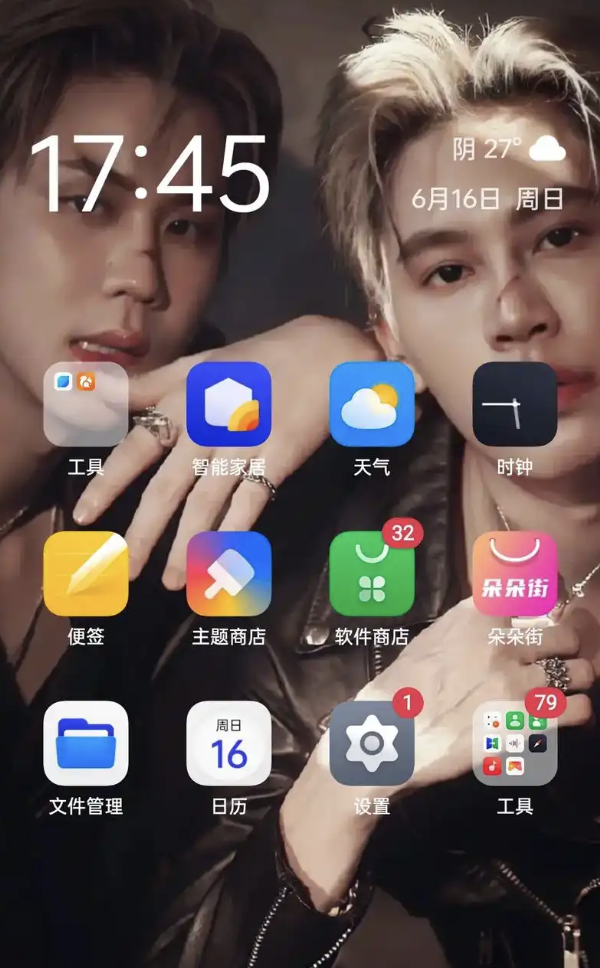 17:45
阴 27°
6月16日 周日
工具
智能家居
天气
时钟
32
朵朵街
便签
主题商店
软件商店
朵朵街
周日
16
1
79
文件管理
日历
设置
工具